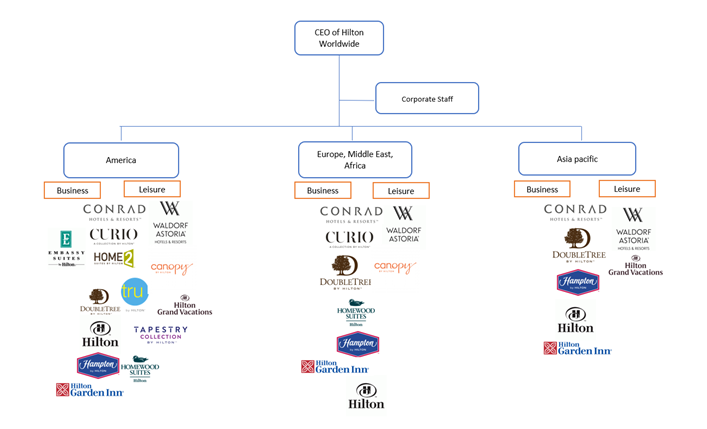 CEO of Hilton
Worldwide
Corporate Staff
America
Business
Leisure
CONRAD
HOTELS & RESORTS
WALDORF
ASTORIA
HOTELS & RESORTS
CURIO
A COLLECTION BY HILTON
E
EMBASSY
SUITES
by Hilton
HOME2
SUITES BY HILTON
canopy
BY HILTON
DOUBLETREE
BY HILTON
tru
BY HILTON
Hilton
Grand Vacations
H
Hilton
TAPESTRY
COLLECTION
BY HILTON
Hampton
by HILTON
HOMEWOOD
SUITES
Hilton
Hilton
Garden Inn
Europe, Middle East,
Africa
Business
Leisure
CONRAD
HOTELS & RESORTS
WALDORF
ASTORIA
CURIO
A COLLECTION BY HILTON
DOUBLETREE
BY HILTON
canopy
BY HILTON
HOMEWOOD
SUITES
Hilton
Hampton
by HILTON
Hilton
Garden Inn
H
Hilton
Asia pacific
Business
Leisure
CONRAD
HOTELS & RESORTS
WALDORF
ASTORIA
HOTELS & RESORTS
DOUBLETREE
BY HILTON
Hilton
Grand Vacations
Hampton
by HILTON
H
Hilton
Hilton
Garden Inn